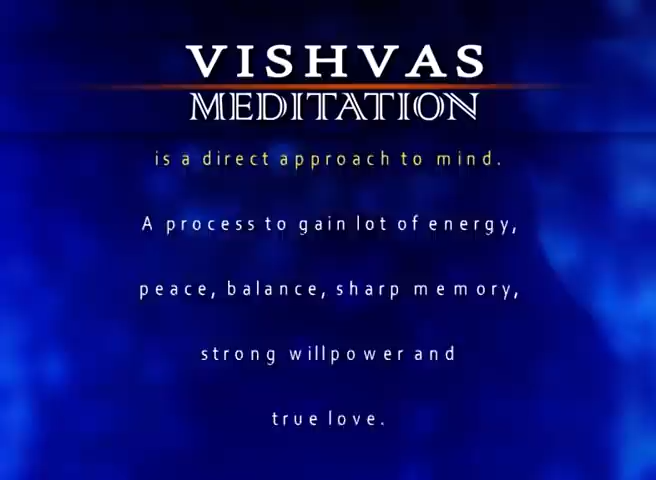 VISHVAS
MEDITATION
is a direct approach to mind.
A process to gain lot of energy,
peace, balance, sharp memory,
strong willpower and
true love.